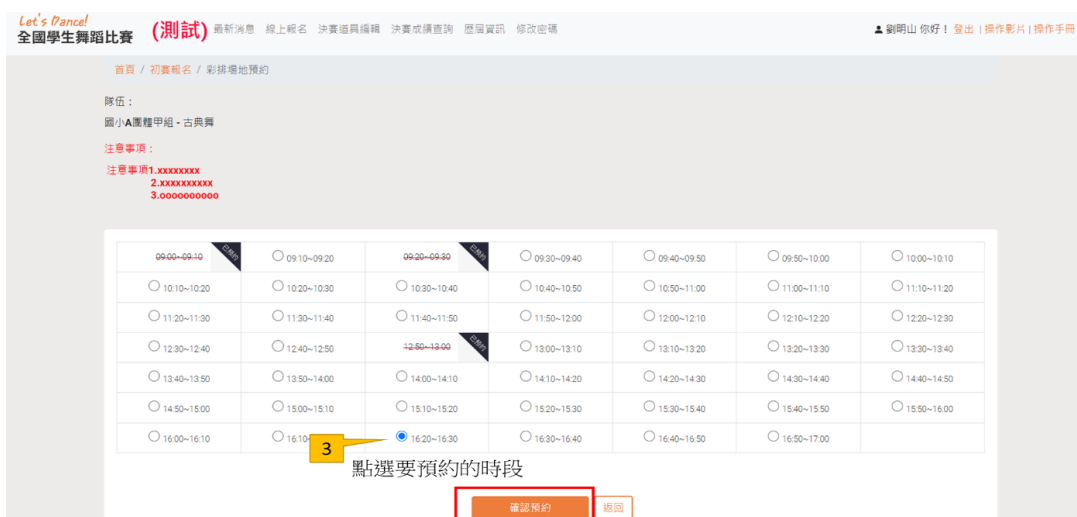 Let's Dance!
全國學生舞蹈比賽 (測試) 最新消息 線上報名 決賽道具編輯 決賽成績查詢 歷屆資訊 修改密碼 劉明山 你好！ 登出 | 操作影片 | 操作手冊
首頁 / 初賽報名 / 彩排場地預約
隊伍：
國小A團體甲組 - 古典舞
注意事項：
注意事項1.xxxxxxxx
2.xxxxxxxxxx
3.oooooooooo
09:00~09:10 已預約 09:10~09:20 09:20~09:30 已預約 09:30~09:40 09:40~09:50 09:50~10:00 10:00~10:10
10:10~10:20 10:20~10:30 10:30~10:40 10:40~10:50 10:50~11:00 11:00~11:10 11:10~11:20
11:20~11:30 11:30~11:40 11:40~11:50 11:50~12:00 12:00~12:10 12:10~12:20 12:20~12:30
12:30~12:40 12:40~12:50 12:50~13:00 已預約 13:00~13:10 13:10~13:20 13:20~13:30 13:30~13:40
13:40~13:50 13:50~14:00 14:00~14:10 14:10~14:20 14:20~14:30 14:30~14:40 14:40~14:50
14:50~15:00 15:00~15:10 15:10~15:20 15:20~15:30 15:30~15:40 15:40~15:50 15:50~16:00
16:00~16:10 16:10 16:20~16:30 16:30~16:40 16:40~16:50 16:50~17:00
3
點選要預約的時段
確認預約 返回